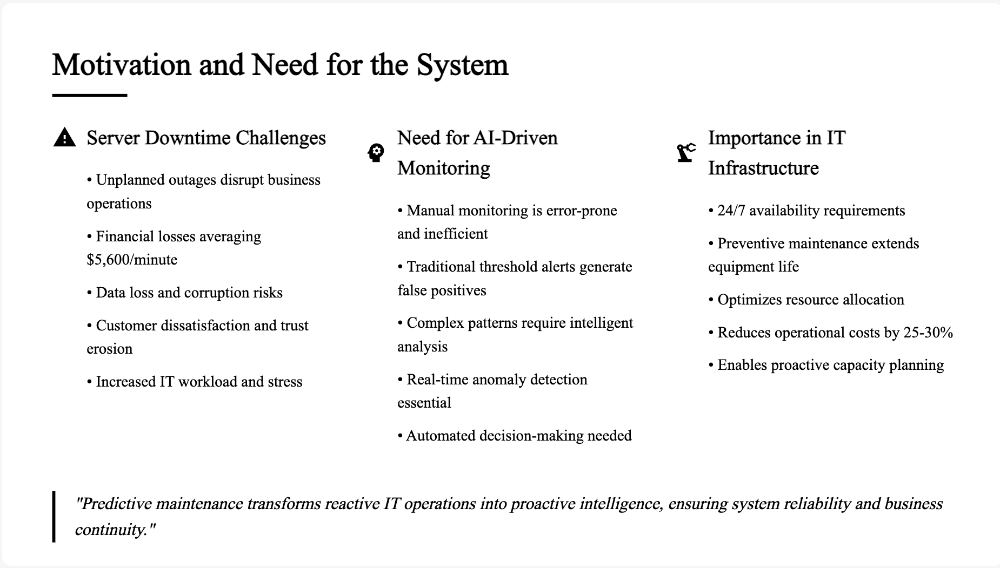 Motivation and Need for the System
Server Downtime Challenges
• Unplanned outages disrupt business
operations
• Financial losses averaging
$5,600/minute
• Data loss and corruption risks
• Customer dissatisfaction and trust
erosion
• Increased IT workload and stress
Need for AI-Driven
Monitoring
• Manual monitoring is error-prone
and inefficient
• Traditional threshold alerts generate
false positives
• Complex patterns require intelligent
analysis
• Real-time anomaly detection
essential
• Automated decision-making needed
Importance in IT
Infrastructure
• 24/7 availability requirements
• Preventive maintenance extends
equipment life
• Optimizes resource allocation
• Reduces operational costs by 25-30%
• Enables proactive capacity planning
"Predictive maintenance transforms reactive IT operations into proactive intelligence, ensuring system reliability and business
continuity."